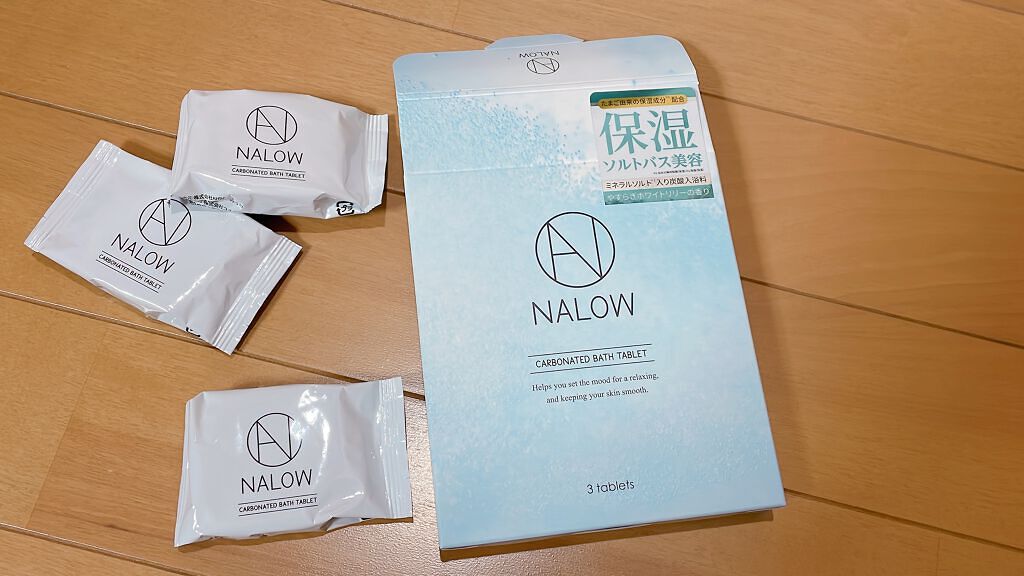 NALOW
CARBONATED BATH TABLET
NALOW
CARBONATED BATH TABLET
NALOW
CARBONATED BATH TABLET
NALOW
たまご由来の保湿成分 配合
保湿
ソルトバス美容
ミネラルソルト 入り炭酸入浴料
やすらぎホワイトリリーの香り
NALOW
CARBONATED BATH TABLET
Helps you set the mood for a relaxing,
and keeping your skin smooth.
3 tablets